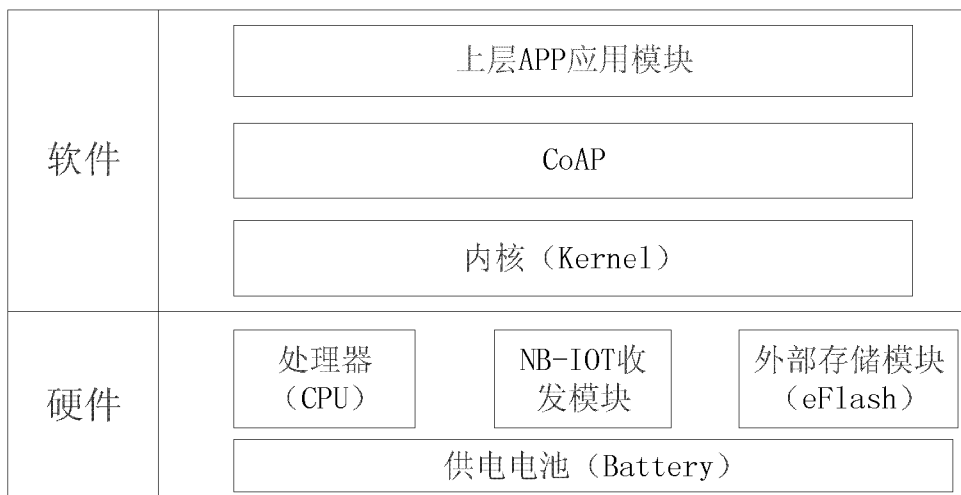 上层APP应用模块
软件
CoAP
内核（Kernel）
处理器
（CPU）
NB-IOT收
发模块
外部存储模块
（eFlash）
硬件
供电电池（Battery）